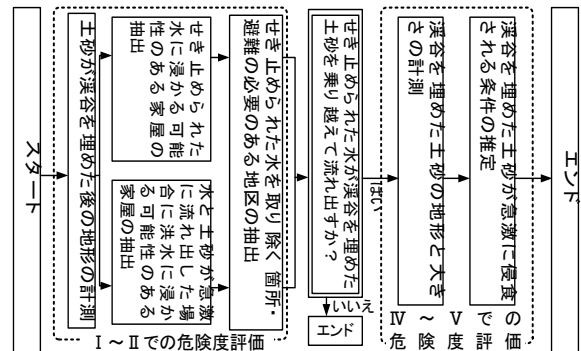 スタート
土砂が渓谷を埋めた後の地形の計測
せき止められた
水に浸かる可能
性のある家屋の
抽出
水と土砂が急激
に流れ出した場
合に洪水に浸か
る可能性のある
家屋の抽出
せき止められた水を取り除く箇所・
避難の必要のある地区の抽出
Ⅰ～Ⅱでの危険度評価
せき止められた水が渓谷を埋めた
土砂を乗り越えて流れ出すか？
はい
いいえ
エンド
渓谷を埋めた土砂の地形と大き
さの計測
渓谷を埋めた土砂が急激に侵食
される条件の推定
Ⅳ～Ⅴでの
危険度評価
エンド